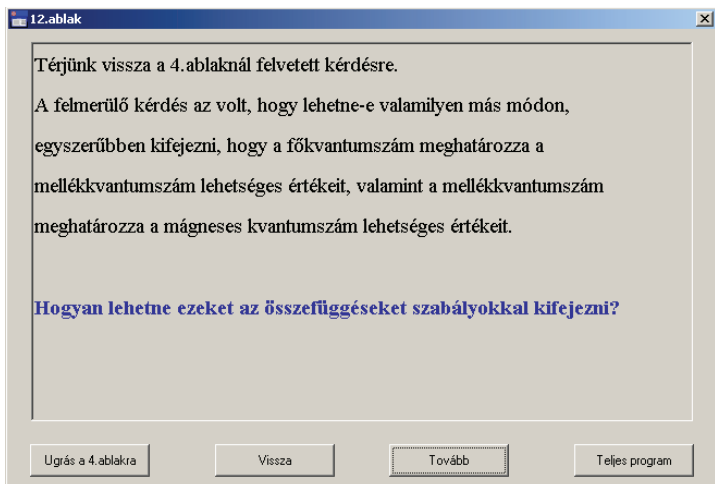 12.ablak
Térjünk vissza a 4.ablaknál felvetett kérdésre.
A felmerülő kérdés az volt, hogy lehetne-e valamilyen más módon,
egyszerűbben kifejezni, hogy a főkvantumszám meghatározza a
mellékkvantumszám lehetséges értékeit, valamint a mellékkvantumszám
meghatározza a mágneses kvantumszám lehetséges értékeit.
Hogyan lehetne ezeket az összefüggéseket szabályokkal kifejezni?
Ugrás a 4.ablakra Vissza Tovább Teljes program